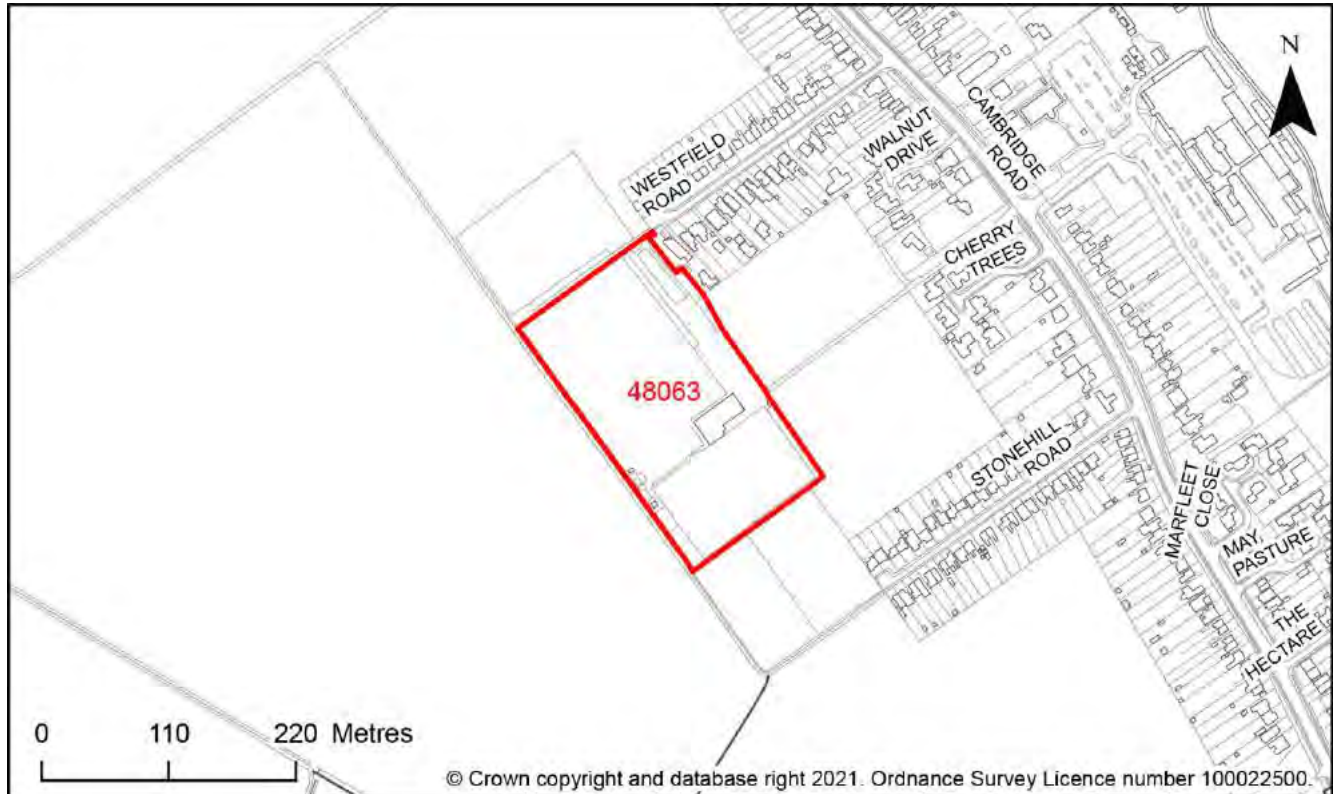 N
WESTFIELD
ROAD
WALNUT
DRIVE
CAMBRIDGE
ROAD
CHERRY
TREES
48063
STONEHILL
ROAD
MARFLEET
CLOSE
MAY
PASTURE
THE
HECTARE
0 110 220 Metres
© Crown copyright and database right 2021. Ordnance Survey Licence number 100022500.